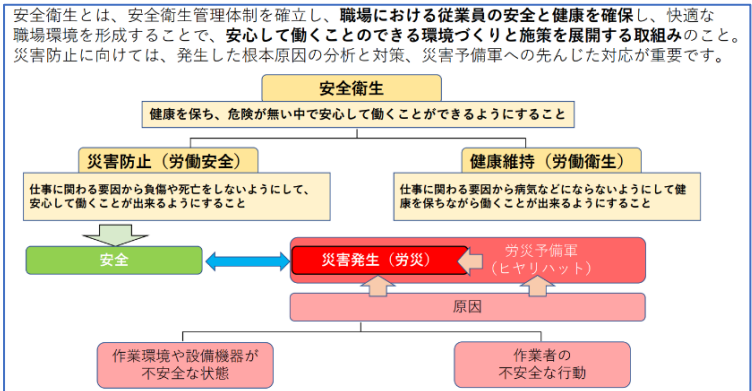 安全衛生とは、安全衛生管理体制を確立し、職場における従業員の安全と健康を確保し、快適な
職場環境を形成することで、安心して働くことのできる環境づくりと施策を展開する取組みのこと。
災害防止に向けては、発生した根本原因の分析と対策、災害予備軍への先んじた対応が重要です。
安全衛生
健康を保ち、危険が無い中で安心して働くことができるようにすること
災害防止（労働安全）
仕事に関わる要因から負傷や死亡をしないようにして、
安心して働くことが出来るようにすること
健康維持（労働衛生）
仕事に関わる要因から病気などにならないようにして健
康を保ちながら働くことが出来るようにすること
安全
災害発生（労災）
労災予備軍
（ヒヤリハット）
原因
作業環境や設備機器が
不安全な状態
作業者の
不安全な行動